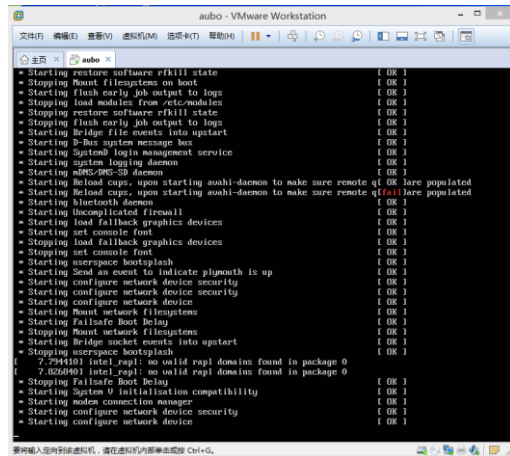 aubo - VMware Workstation
文件(F) 编辑(E) 查看(V) 虚拟机(M) 选项卡(T) 帮助(H)
主页 aubo
* Starting restore software rfkill state [ OK ]
* Stopping Mount filesystems on boot [ OK ]
* Starting flush early job output to logs [ OK ]
* Stopping load modules from /etc/modules [ OK ]
* Stopping restore software rfkill state [ OK ]
* Stopping flush early job output to logs [ OK ]
* Starting Bridge file events into upstart [ OK ]
* Starting D-Bus system message bus [ OK ]
* Starting SystemD login management service [ OK ]
* Starting system logging daemon [ OK ]
* Starting mDNS/DNS-SD daemon [ OK ]
* Starting Reload cups, upon starting avahi-daemon to make sure remote q[ OK ]are populated
* Starting Reload cups, upon starting avahi-daemon to make sure remote q[fail]are populated
* Starting bluetooth daemon [ OK ]
* Starting Uncomplicated firewall [ OK ]
* Starting load fallback graphics devices [ OK ]
* Starting set console font [ OK ]
* Stopping load fallback graphics devices [ OK ]
* Stopping set console font [ OK ]
* Starting userspace bootsplash [ OK ]
* Starting Send an event to indicate plymouth is up [ OK ]
* Starting configure network device security [ OK ]
* Starting configure network device security [ OK ]
* Starting configure network device [ OK ]
* Starting Mount network filesystems [ OK ]
* Starting Failsafe Boot Delay [ OK ]
* Stopping Mount network filesystems [ OK ]
* Starting Bridge socket events into upstart [ OK ]
* Stopping userspace bootsplash [ OK ]
[ 7.794410] intel_rapl: no valid rapl domains found in package 0
[ 7.826840] intel_rapl: no valid rapl domains found in package 0
* Stopping Failsafe Boot Delay [ OK ]
* Starting System V initialisation compatibility [ OK ]
* Starting modem connection manager [ OK ]
* Starting configure network device security [ OK ]
* Starting configure network device [ OK ]
要将输入定向到该虚拟机，请在虚拟机内部单击或按 Ctrl+G。